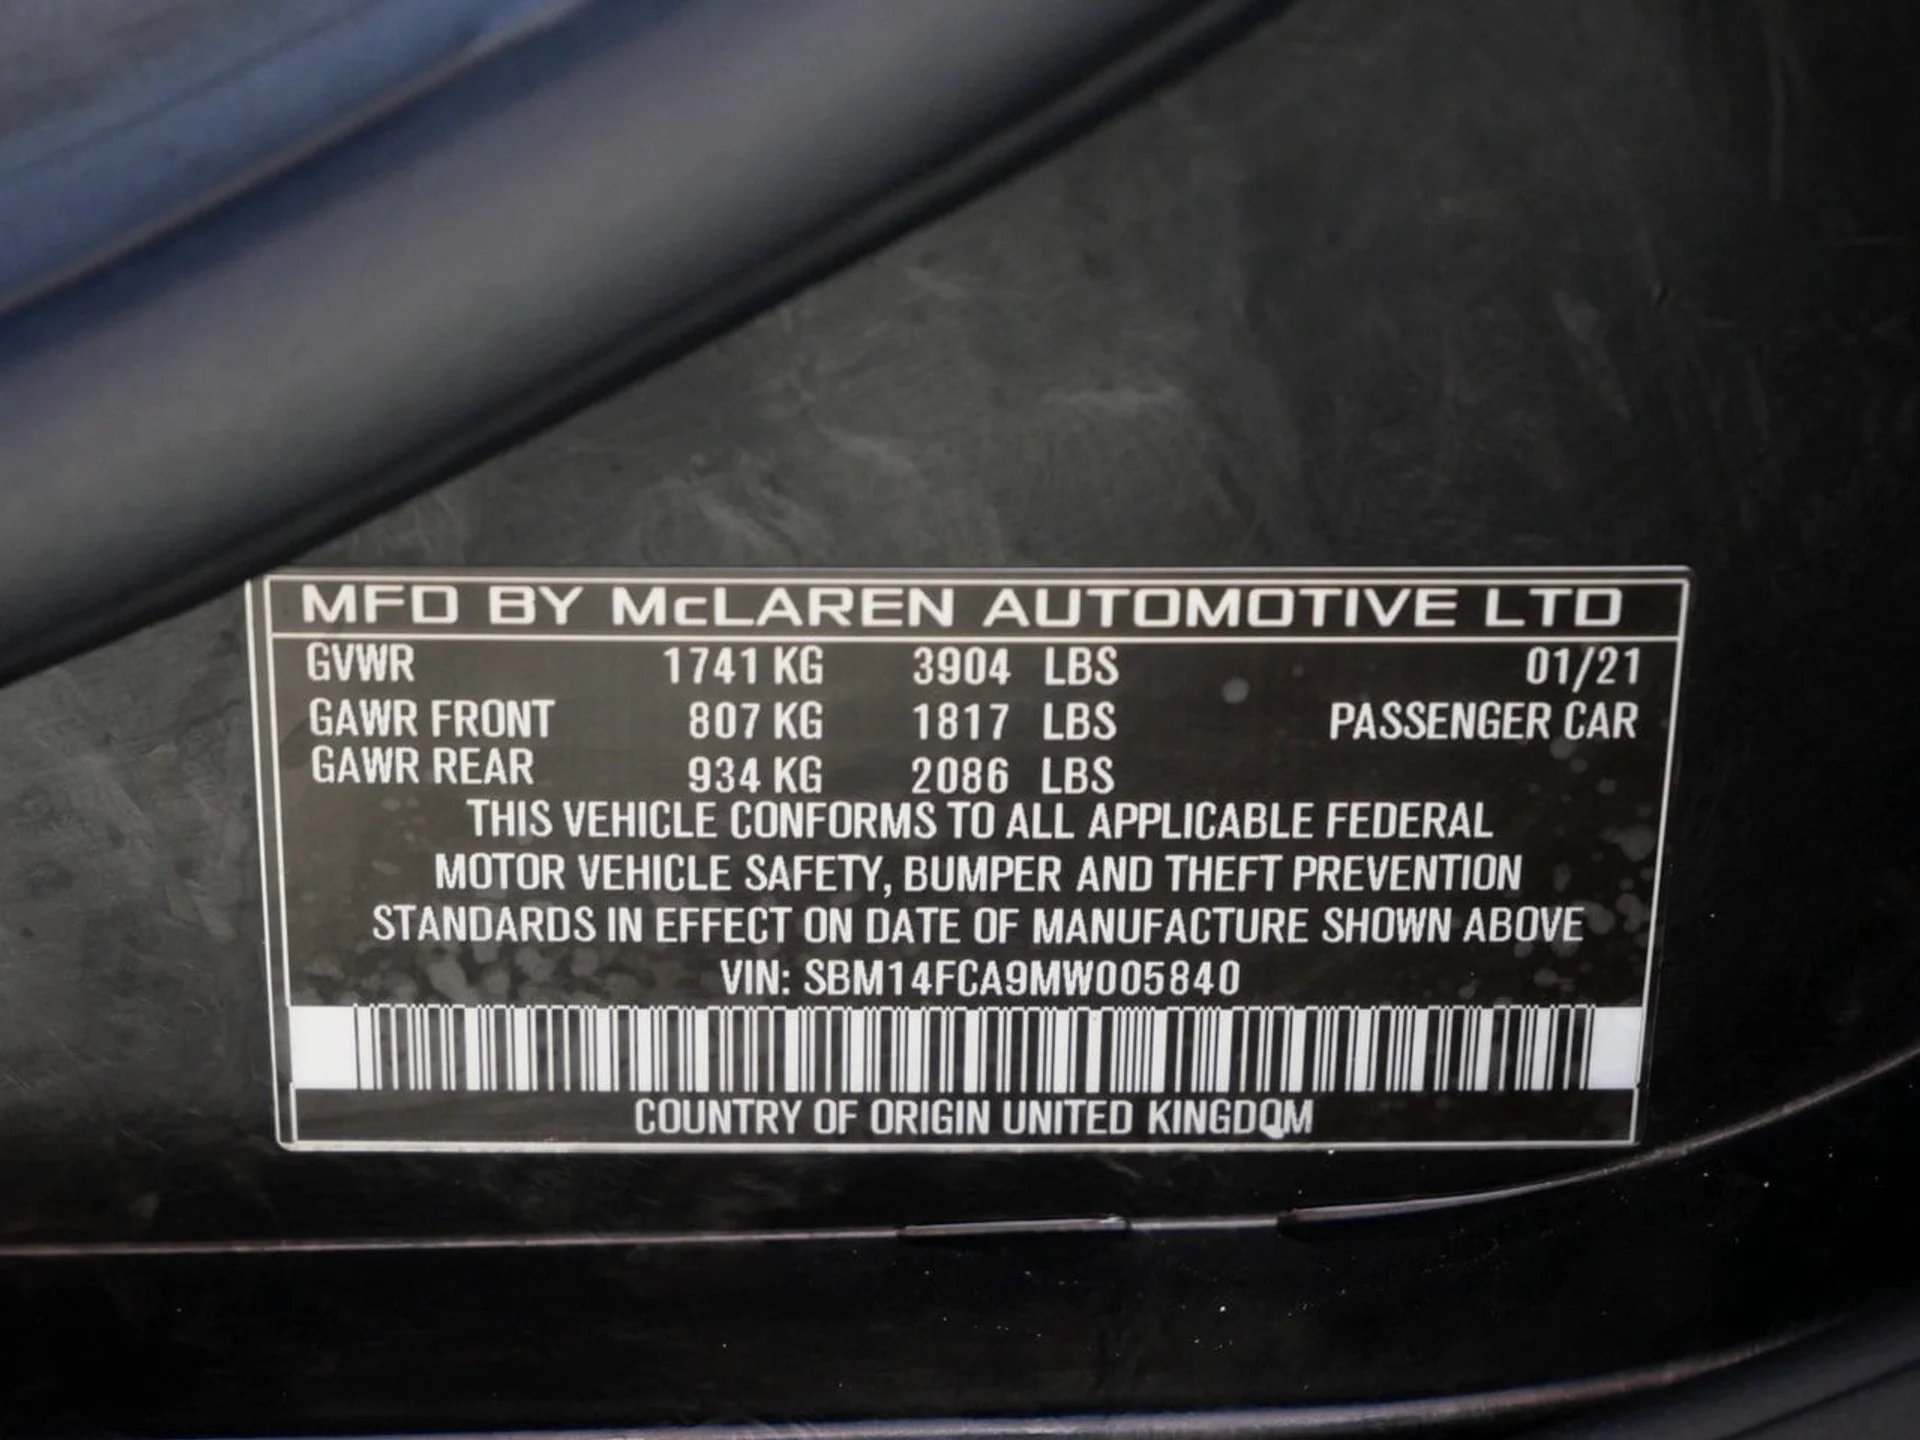 MFD BY McLAREN AUTOMOTIVE LTD
GVWR 1741 KG 3904 LBS 01/21
GAWR FRONT 807 KG 1817 LBS PASSENGER CAR
GAWR REAR 934 KG 2086 LBS
THIS VEHICLE CONFORMS TO ALL APPLICABLE FEDERAL
MOTOR VEHICLE SAFETY, BUMPER AND THEFT PREVENTION
STANDARDS IN EFFECT ON DATE OF MANUFACTURE SHOWN ABOVE
VIN: SBM14FCA9MW005840
COUNTRY OF ORIGIN UNITED KINGDOM